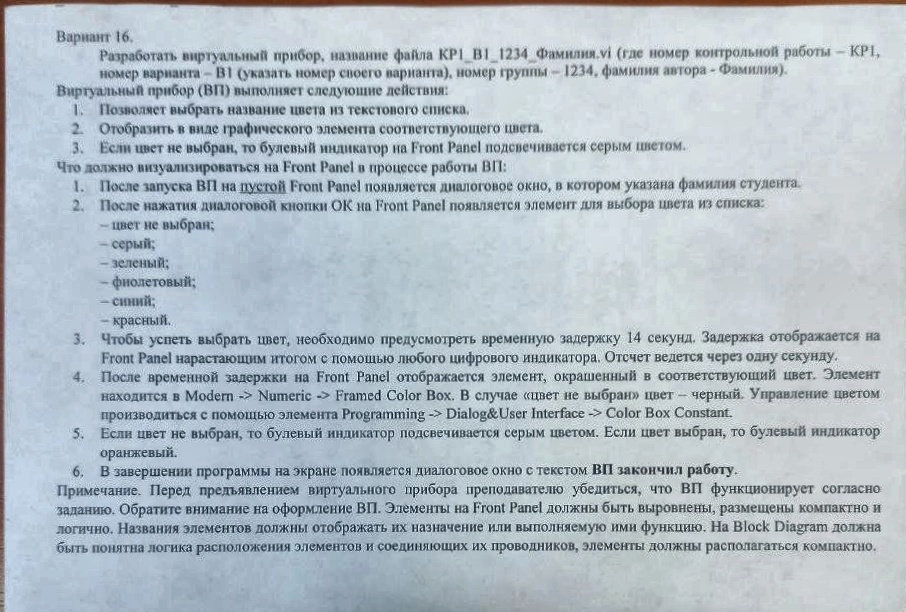 Вариант 16.
Разработать виртуальный прибор, название файла КР1_В1_1234_Фамилия.vi (где номер контрольной работы – КР1,
номер варианта – В1 (указать номер своего варианта), номер группы – 1234, фамилия автора - Фамилия).
Виртуальный прибор (ВП) выполняет следующие действия:
1. Позволяет выбрать название цвета из текстового списка.
2. Отобразить в виде графического элемента соответствующего цвета.
3. Если цвет не выбран, то булевый индикатор на Front Panel подсвечивается серым цветом.
Что должно визуализироваться на Front Panel в процессе работы ВП:
1. После запуска ВП на пустой Front Panel появляется диалоговое окно, в котором указана фамилия студента.
2. После нажатия диалоговой кнопки ОК на Front Panel появляется элемент для выбора цвета из списка:
– цвет не выбран;
– серый;
– зеленый;
– фиолетовый;
– синий;
– красный.
3. Чтобы успеть выбрать цвет, необходимо предусмотреть временную задержку 14 секунд. Задержка отображается на
Front Panel нарастающим итогом с помощью любого цифрового индикатора. Отсчет ведется через одну секунду.
4. После временной задержки на Front Panel отображается элемент, окрашенный в соответствующий цвет. Элемент
находится в Modern -> Numeric -> Framed Color Box. В случае «цвет не выбран» цвет – черный. Управление цветом
производиться с помощью элемента Programming -> Dialog&User Interface -> Color Box Constant.
5. Если цвет не выбран, то булевый индикатор подсвечивается серым цветом. Если цвет выбран, то булевый индикатор
оранжевый.
6. В завершении программы на экране появляется диалоговое окно с текстом ВП закончил работу.
Примечание. Перед предъявлением виртуального прибора преподавателю убедиться, что ВП функционирует согласно
заданию. Обратите внимание на оформление ВП. Элементы на Front Panel должны быть выровнены, размещены компактно и
логично. Названия элементов должны отображать их назначение или выполняемую ими функцию. На Block Diagram должна
быть понятна логика расположения элементов и соединяющих их проводников, элементы должны располагаться компактно.